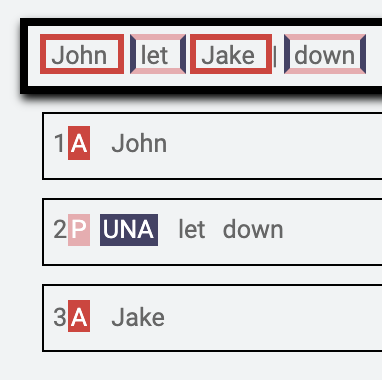 John let Jake | down
1 A John
2 P UNA let down
3 A Jake